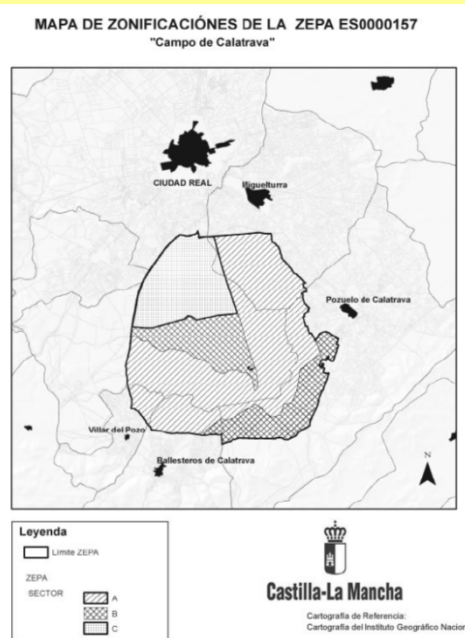 MAPA DE ZONIFICACIÓNES DE LA ZEPA ES0000157
"Campo de Calatrava"
CIUDAD REAL
Miguelturra
Pozuelo de Calatrava
Villar del Pozo
Ballesteros de Calatrava
N
Leyenda
Límite ZEPA
ZEPA
SECTOR
A
B
C
Castilla-La Mancha
Cartografía de Referencia:
Cartografía del Instituto Geográfico Nacior